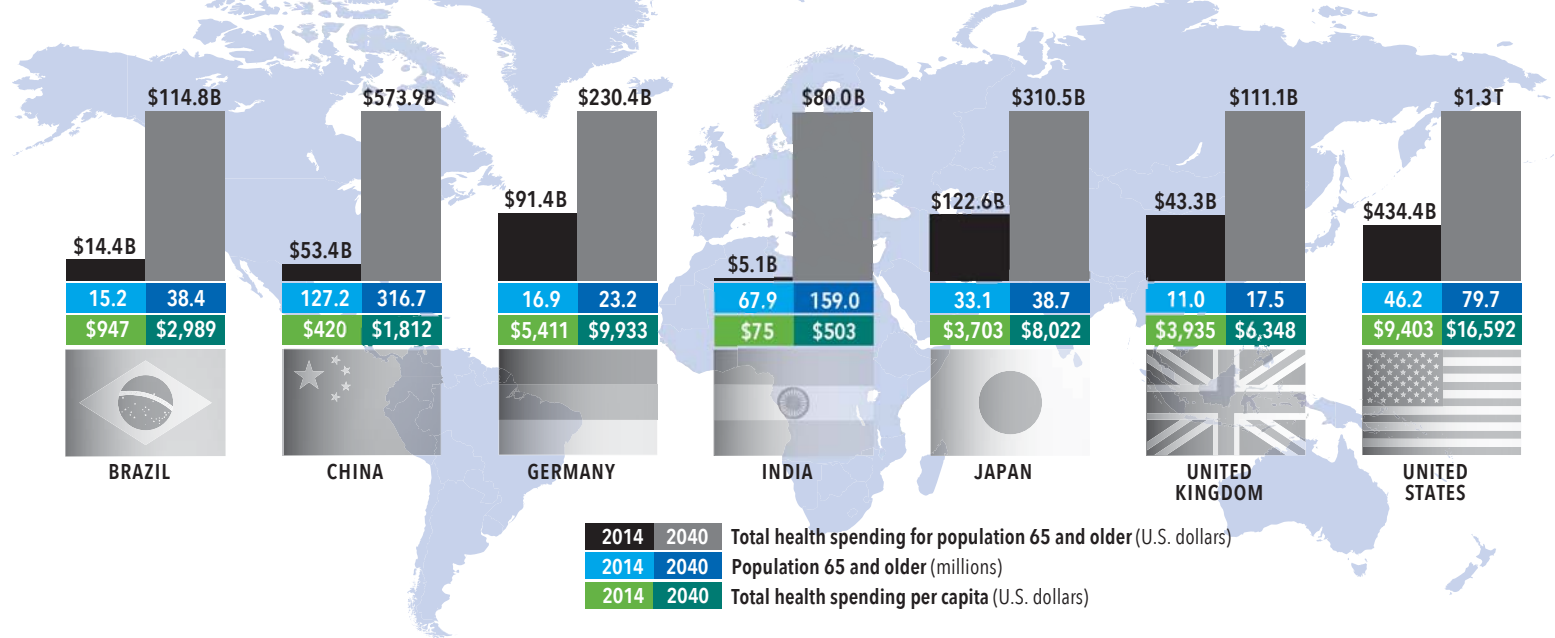 $114.8B
$573.9B
$230.4B
$80.0B
$310.5B
$111.1B
$1.3T
$14.4B
$53.4B
$91.4B
$5.1B
$122.6B
$43.3B
$434.4B
15.2 38.4
127.2 316.7
16.9 23.2
67.9 159.0
33.1 38.7
11.0 17.5
46.2 79.7
$947 $2,989
$420 $1,812
$5,411 $9,933
$75 $503
$3,703 $8,022
$3,935 $6,348
$9,403 $16,592
BRAZIL
CHINA
GERMANY
INDIA
JAPAN
UNITED
KINGDOM
UNITED
STATES
2014 2040 Total health spending for population 65 and older (U.S. dollars)
2014 2040 Population 65 and older (millions)
2014 2040 Total health spending per capita (U.S. dollars)